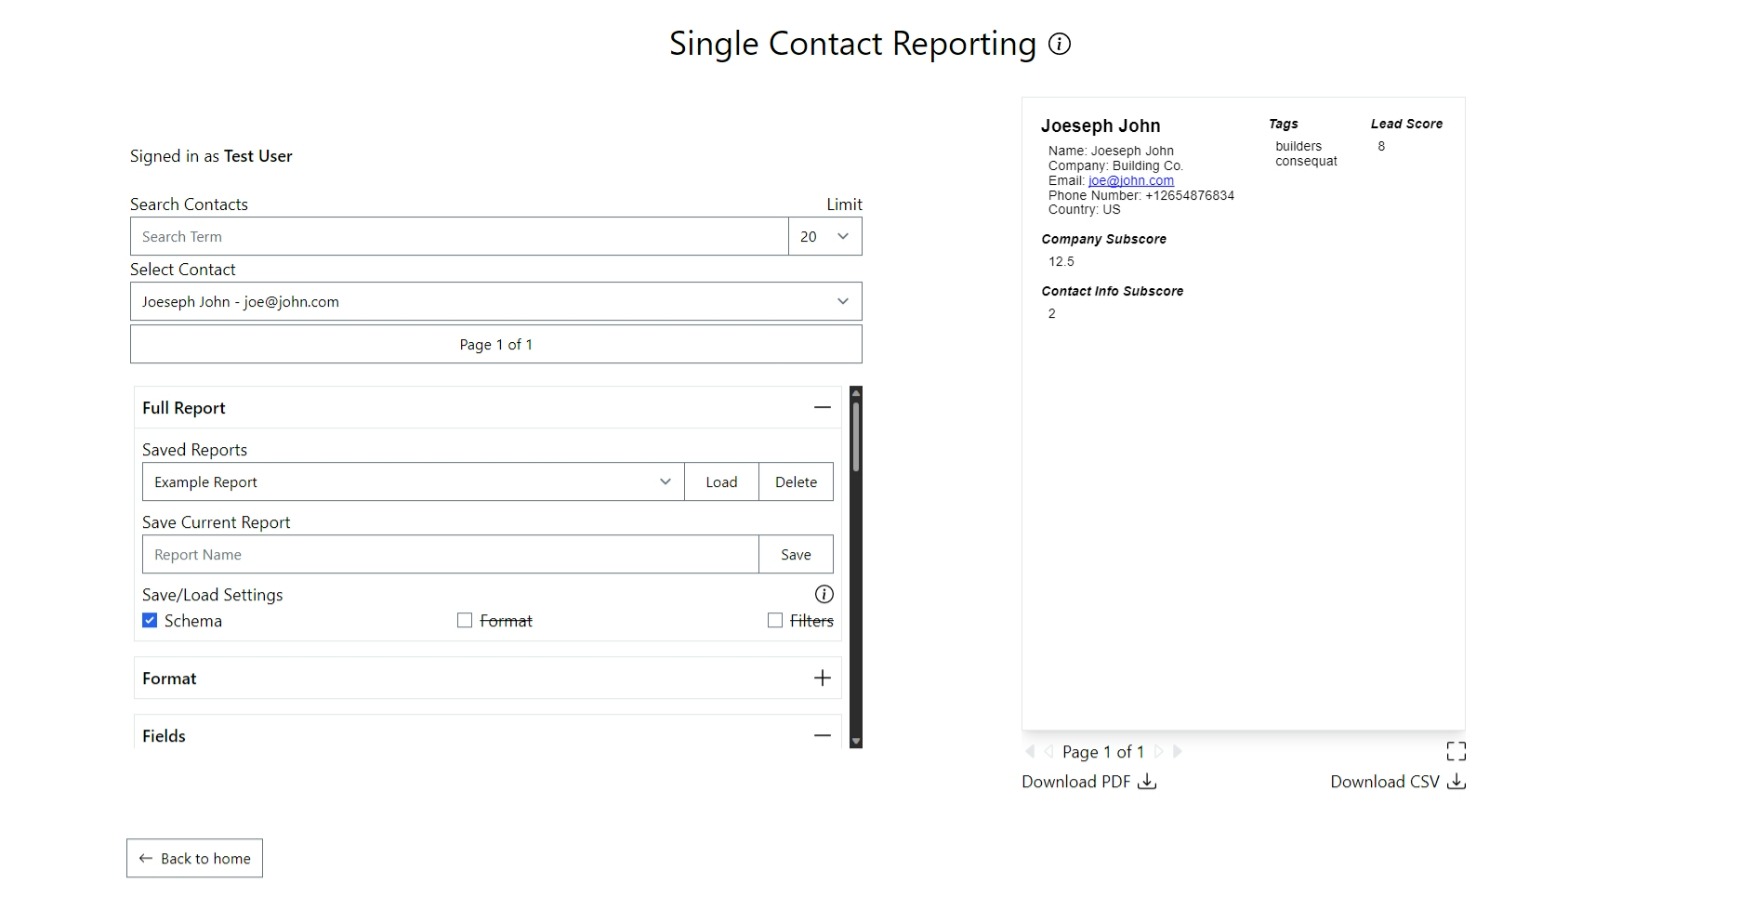 Single Contact Reporting
Signed in as Test User
Search Contacts
Limit
Search Term
20
Select Contact
Joeseph John - joe@john.com
Page 1 of 1
Full Report
Saved Reports
Example Report
Load
Delete
Save Current Report
Report Name
Save
Save/Load Settings
Schema
Format
Filters
Format
Fields
Back to home
Joeseph John
Name: Joeseph John
Company: Building Co.
Email: joe@john.com
Phone Number: +12654876834
Country: US
Company Subscore
12.5
Contact Info Subscore
2
Tags
builders
consequat
Lead Score
8
Page 1 of 1
Download PDF
Download CSV